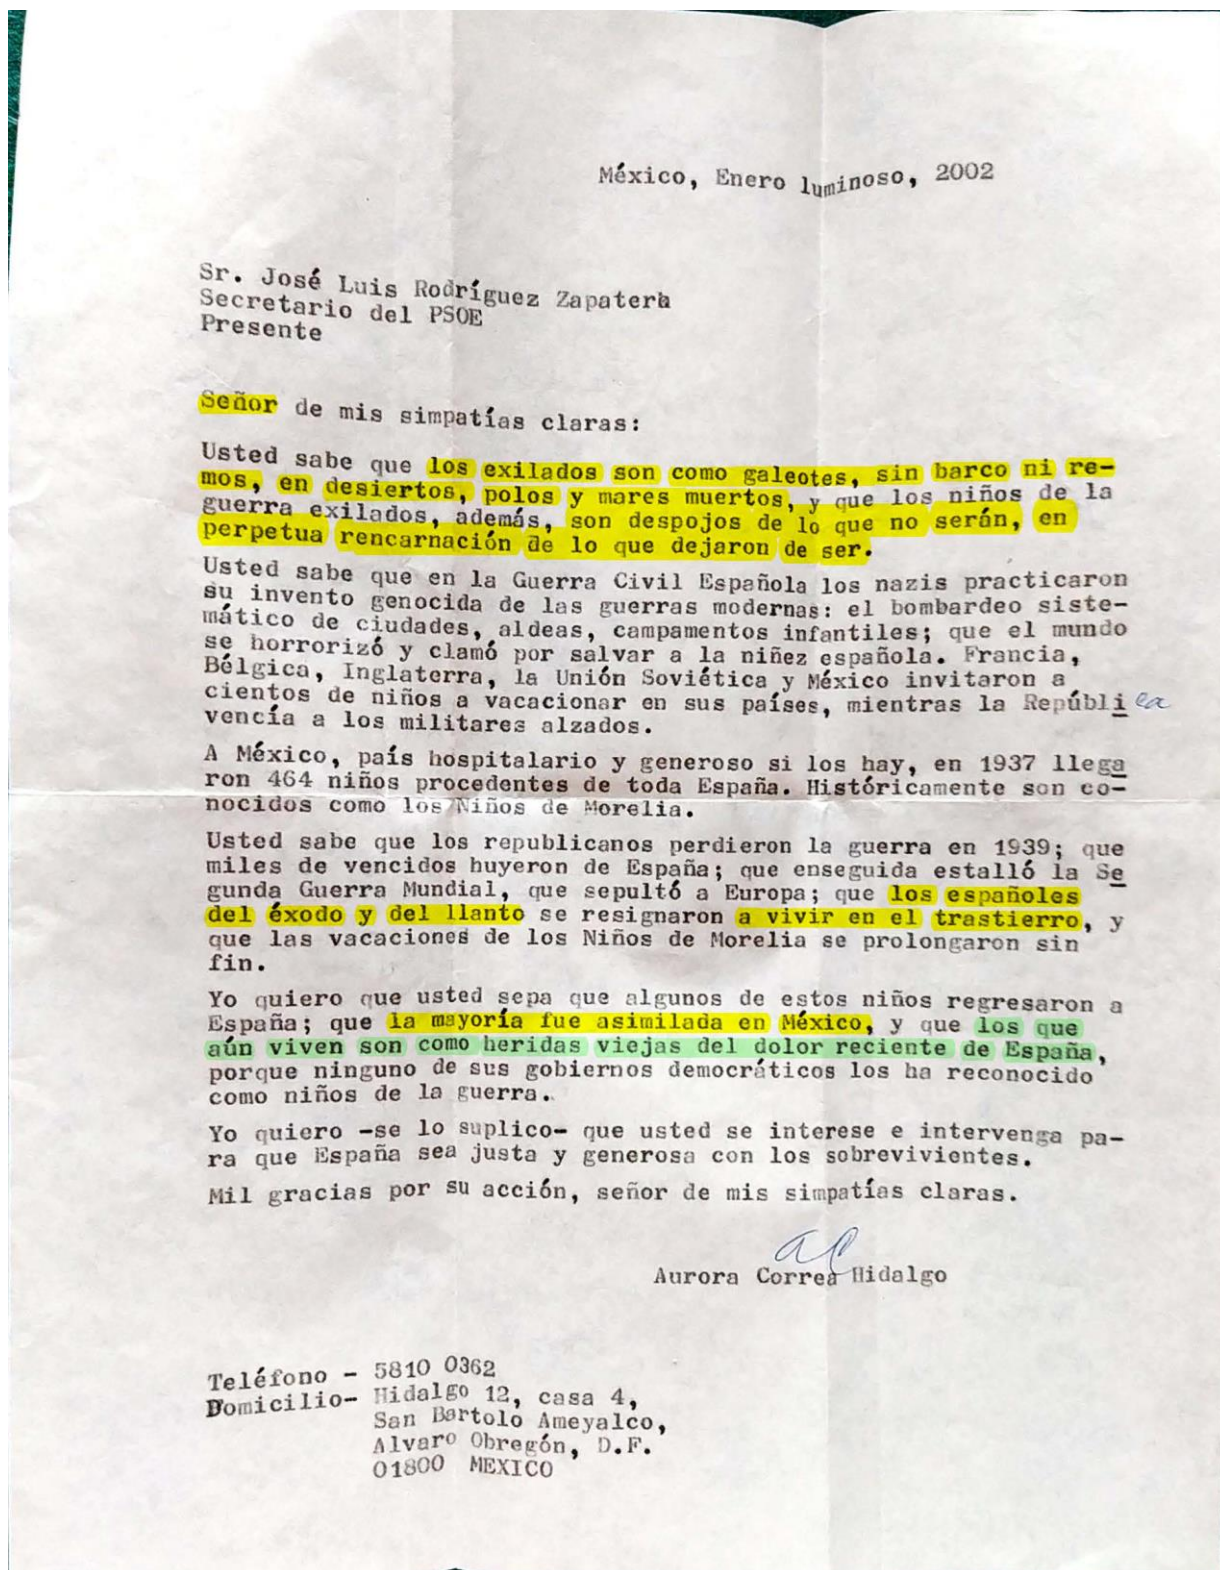 México, Enero luminoso, 2002
Sr. José Luis Rodríguez Zapatera
Secretario del PSOE
Presente
Señor de mis simpatías claras:
Usted sabe que los exilados son como galeotes, sin barco ni re-
mos, en desiertos, polos y mares muertos, y que los niños de la
guerra exilados, además, son despojos de lo que no serán, en
perpetua rencarnación de lo que dejaron de ser.
Usted sabe que en la Guerra Civil Española los nazis practicaron
su invento genocida de las guerras modernas: el bombardeo siste-
mático de ciudades, aldeas, campamentos infantiles; que el mundo
se horrorizó y clamó por salvar a la niñez española. Francia,
Bélgica, Inglaterra, la Unión Soviética y México invitaron a
cientos de niños a vacacionar en sus países, mientras la República
vencía a los militares alzados.
A México, país hospitalario y generoso si los hay, en 1937 llega
ron 464 niños procedentes de toda España. Históricamente son co-
nocidos como los Niños de Morelia.
Usted sabe que los republicanos perdieron la guerra en 1939; que
miles de vencidos huyeron de España; que enseguida estalló la Se
gunda Guerra Mundial, que sepultó a Europa; que los españoles
del éxodo y del llanto se resignaron a vivir en el trastierro, y
que las vacaciones de los Niños de Morelia se prolongaron sin
fin.
Yo quiero que usted sepa que algunos de estos niños regresaron a
España; que la mayoría fue asimilada en México, y que los que
aún viven son como heridas viejas del dolor reciente de España,
porque ninguno de sus gobiernos democráticos los ha reconocido
como niños de la guerra.
Yo quiero -se lo suplico- que usted se interese e intervenga pa-
ra que España sea justa y generosa con los sobrevivientes.
Mil gracias por su acción, señor de mis simpatías claras.
AC
Aurora Correa Hidalgo
Teléfono - 5810 0362
Domicilio- Hidalgo 12, casa 4,
San Bartolo Ameyalco,
Alvaro Obregón, D.F.
01800 MEXICO